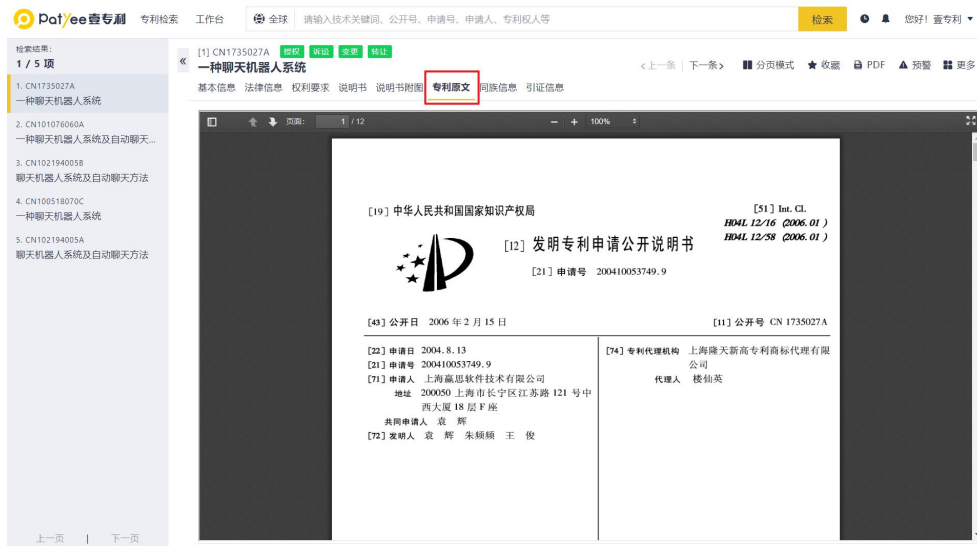 Patyee壹专利 专利检索 工作台 全球 请输入技术关键词、公开号、申请号、申请人、专利权人等 检索 您好！壹专利
检索结果：
1 / 5 项
1. CN1735027A
一种聊天机器人系统
2. CN101076060A
一种聊天机器人系统及自动聊天...
3. CN102194005B
聊天机器人系统及自动聊天方法
4. CN100518070C
一种聊天机器人系统
5. CN102194005A
聊天机器人系统及自动聊天方法
上一页 | 下一页
[1] CN1735027A 授权 诉讼 变更 转让
一种聊天机器人系统
<上一条 下一条> 分页模式 收藏 PDF 预警 更多
基本信息 法律信息 权利要求 说明书 说明书附图 专利原文 同族信息 引证信息
页面： 1 / 12 − + 100%
[19] 中华人民共和国国家知识产权局
[51] Int. Cl.
H04L 12/16 (2006.01)
H04L 12/58 (2006.01)
[12] 发明专利申请公开说明书
[21] 申请号 200410053749.9
[43] 公开日 2006 年 2 月 15 日
[11] 公开号 CN 1735027A
[22] 申请日 2004.8.13
[21] 申请号 200410053749.9
[71] 申请人 上海赢思软件技术有限公司
地址 200050 上海市长宁区江苏路 121 号中
西大厦 18 层 F 座
共同申请人 袁 辉
[72] 发明人 袁 辉 朱频频 王 俊
[74] 专利代理机构 上海隆天新高专利商标代理有限
公司
代理人 楼仙英